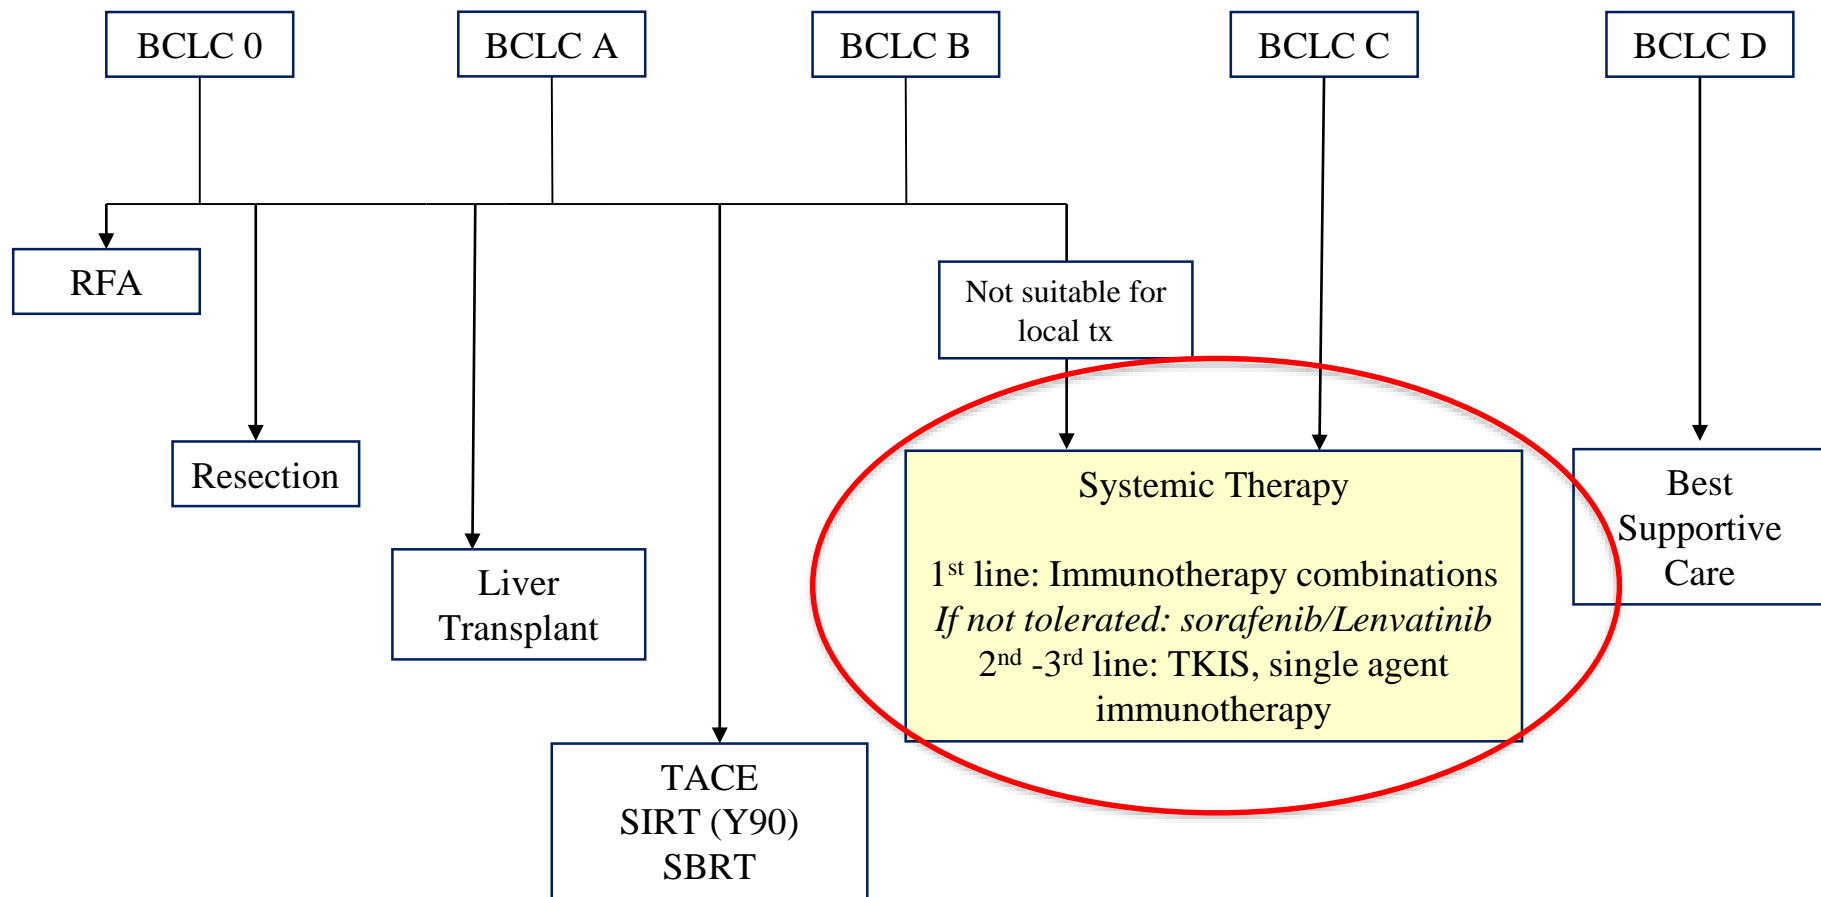 BCLC 0
BCLC A
BCLC B
BCLC C
BCLC D
RFA
Not suitable for
local tx
Resection
Liver
Transplant
TACE
SIRT (Y90)
SBRT
Systemic Therapy
1st line: Immunotherapy combinations
If not tolerated: sorafenib/Lenvatinib
2nd -3rd line: TKIS, single agent
immunotherapy
Best
Supportive
Care